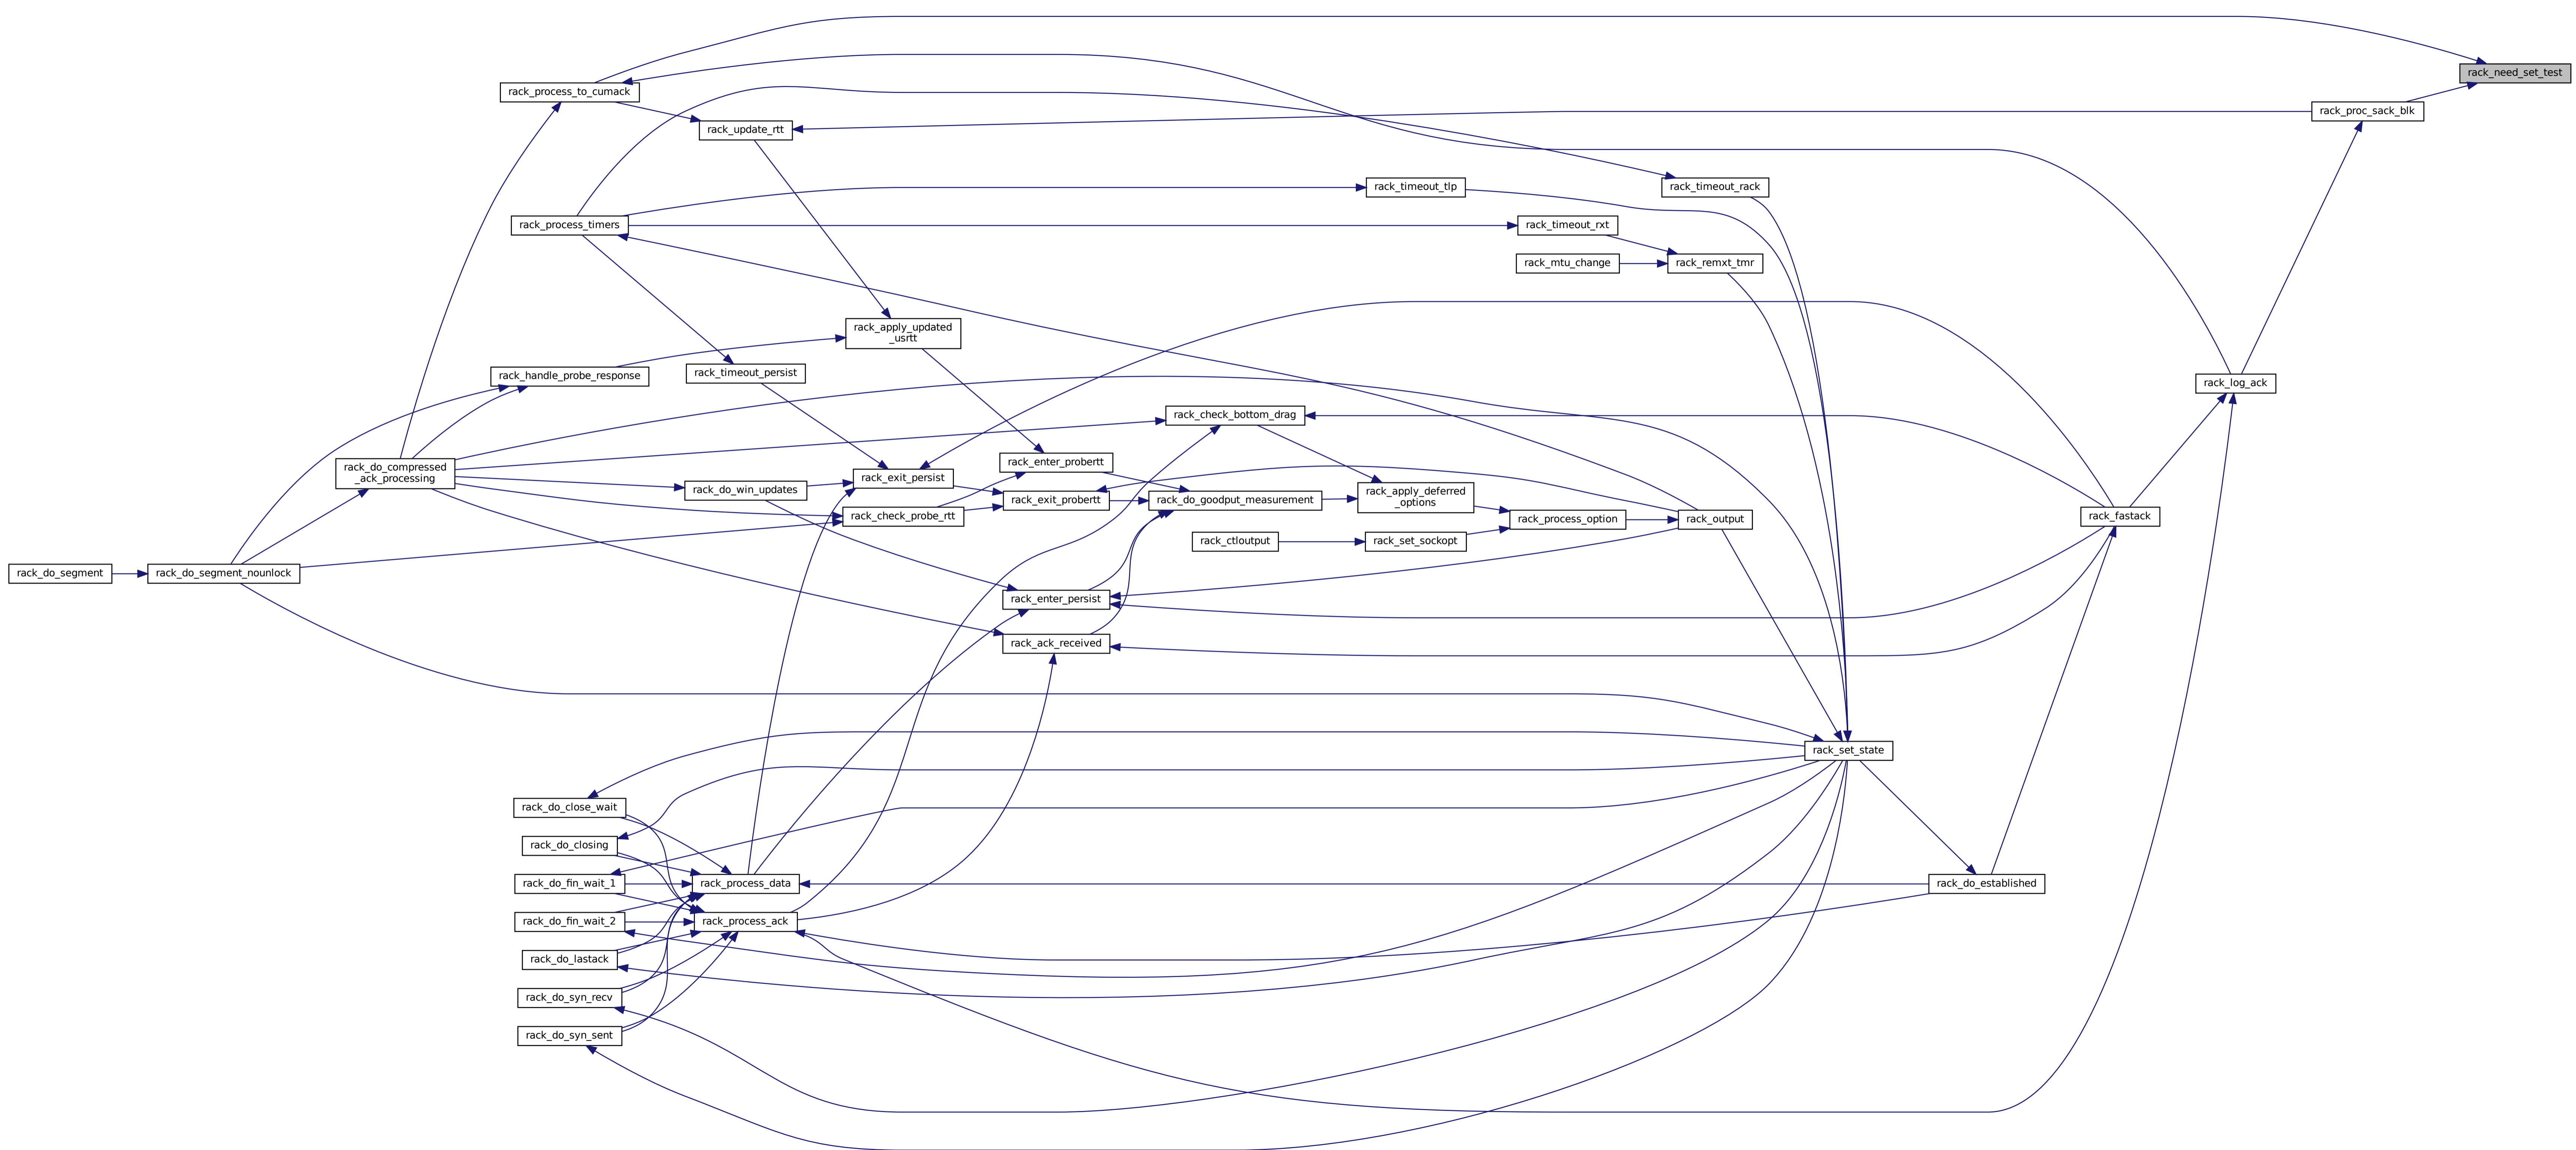 rack_need_set_test
rack_process_to_cumack
rack_proc_sack_blk
rack_update_rtt
rack_timeout_tlp
rack_timeout_rack
rack_process_timers
rack_timeout_rxt
rack_mtu_change
rack_remxt_tmr
rack_apply_updated
_usrtt
rack_handle_probe_response
rack_timeout_persist
rack_log_ack
rack_check_bottom_drag
rack_do_compressed
_ack_processing
rack_enter_probertt
rack_exit_persist
rack_do_win_updates
rack_exit_probertt
rack_do_goodput_measurement
rack_apply_deferred
_options
rack_check_probe_rtt
rack_process_option
rack_output
rack_fastack
rack_ctloutput
rack_set_sockopt
rack_do_segment
rack_do_segment_nounlock
rack_enter_persist
rack_ack_received
rack_set_state
rack_do_close_wait
rack_do_closing
rack_do_fin_wait_1
rack_process_data
rack_do_established
rack_do_fin_wait_2
rack_process_ack
rack_do_lastack
rack_do_syn_recv
rack_do_syn_sent